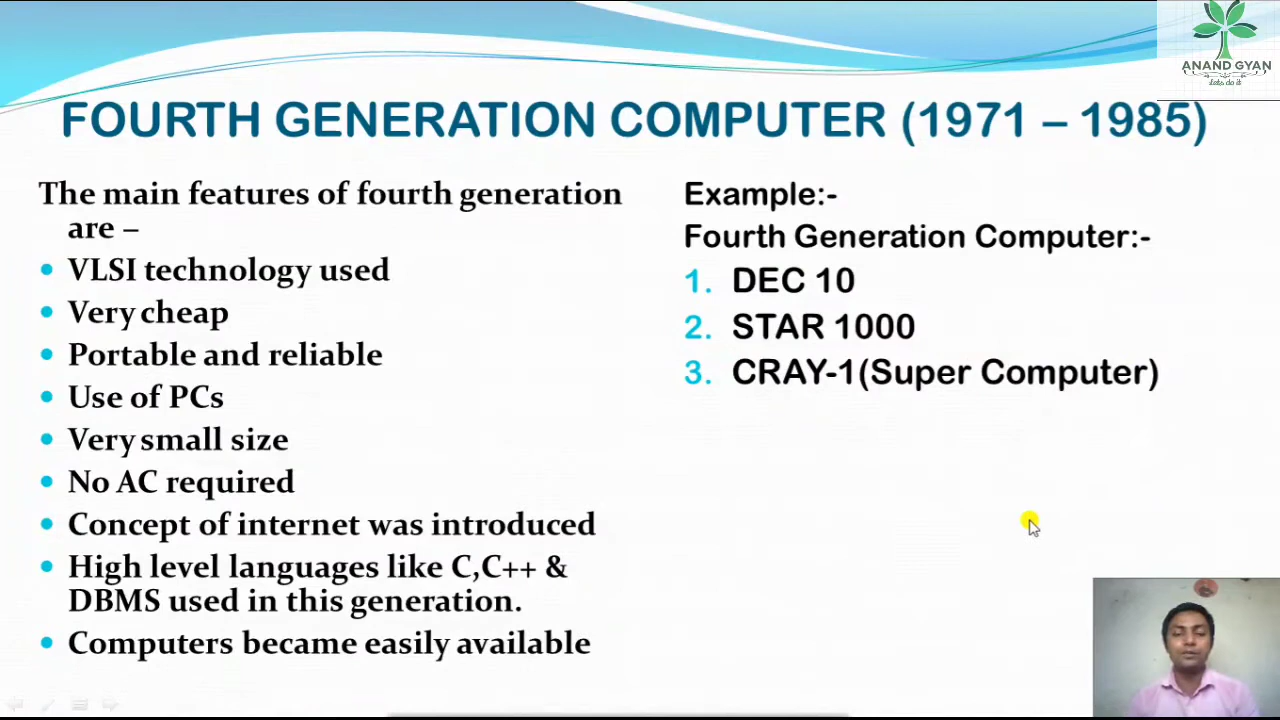 ANAND GYAN
Lets do it
FOURTH GENERATION COMPUTER (1971 – 1985)
The main features of fourth generation
are –
• VLSI technology used
• Very cheap
• Portable and reliable
• Use of PCs
• Very small size
• No AC required
• Concept of internet was introduced
• High level languages like C,C++ &
DBMS used in this generation.
• Computers became easily available
Example:-
Fourth Generation Computer:-
1. DEC 10
2. STAR 1000
3. CRAY-1(Super Computer)